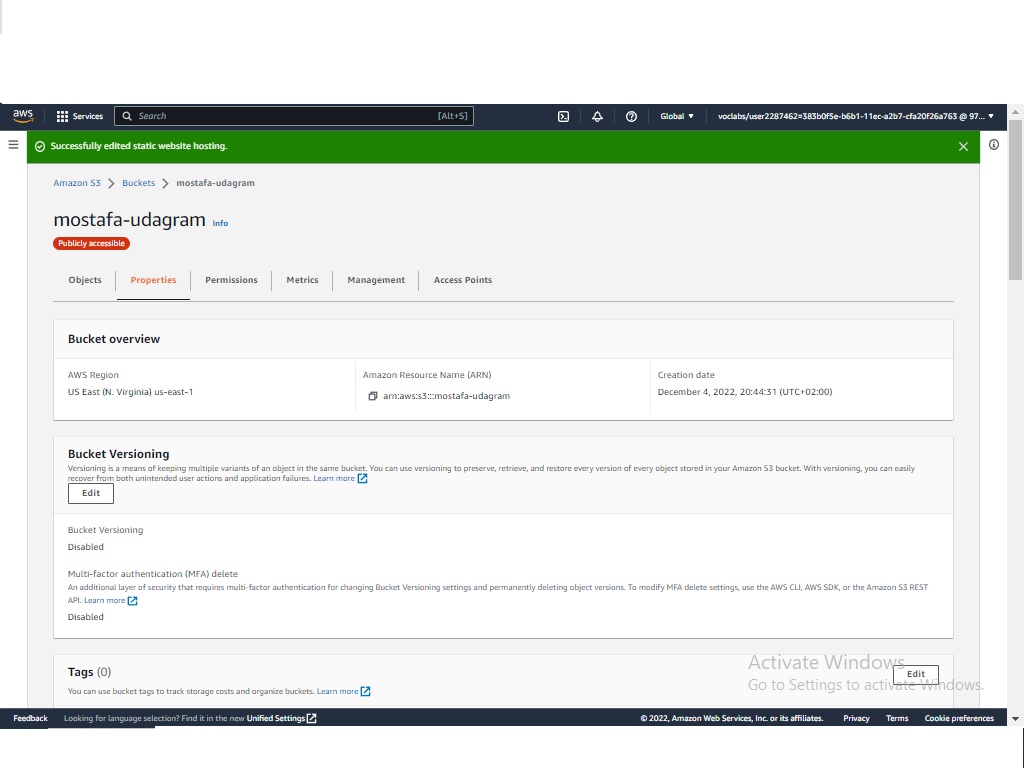 aws Services Search [Alt+S] Global voclabs/user2287462=383b0f5e-b6b1-11ec-a2b7-cfa20f26a763 @ 97...
Successfully edited static website hosting.
Amazon S3 Buckets mostafa-udagram
mostafa-udagram Info
Publicly accessible
Objects Properties Permissions Metrics Management Access Points
Bucket overview
AWS Region Amazon Resource Name (ARN) Creation date
US East (N. Virginia) us-east-1 arn:aws:s3:::mostafa-udagram December 4, 2022, 20:44:31 (UTC+02:00)
Bucket Versioning
Versioning is a means of keeping multiple variants of an object in the same bucket. You can use versioning to preserve, retrieve, and restore every version of every object stored in your Amazon S3 bucket. With versioning, you can easily
recover from both unintended user actions and application failures. Learn more
Edit
Bucket Versioning
Disabled
Multi-factor authentication (MFA) delete
An additional layer of security that requires multi-factor authentication for changing Bucket Versioning settings and permanently deleting object versions. To modify MFA delete settings, use the AWS CLI, AWS SDK, or the Amazon S3 REST
API. Learn more
Disabled
Activate Windows
Tags (0) Edit
Go to Settings to activate Windows.
You can use bucket tags to track storage costs and organize buckets. Learn more
Feedback Looking for language selection? Find it in the new Unified Settings © 2022, Amazon Web Services, Inc. or its affiliates. Privacy Terms Cookie preferences